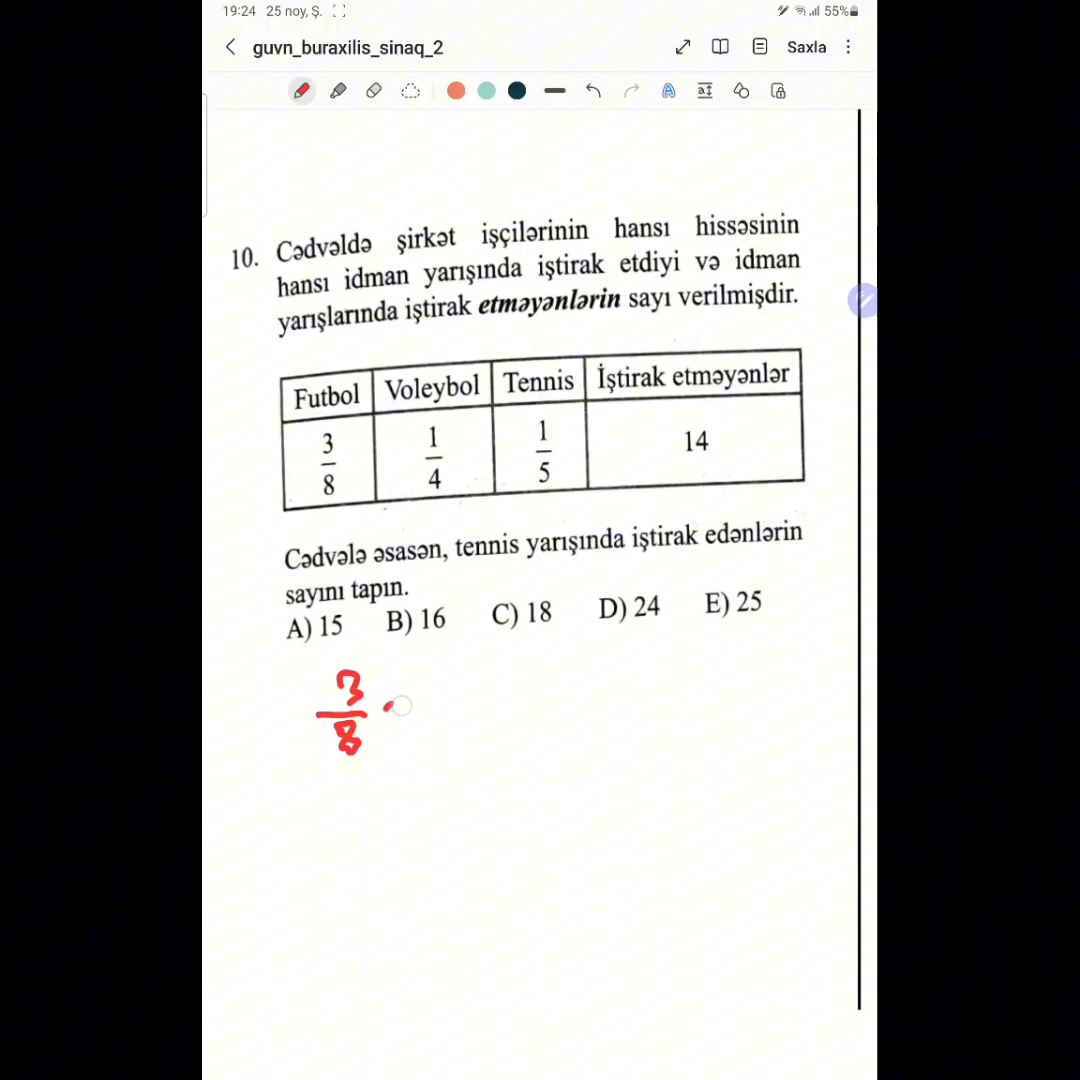 19:24 25 noy, Ş. 55%
guvn_buraxilis_sinaq_2 Saxla
10. Cədvəldə şirkət işçilərinin hansı hissəsinin
hansı idman yarışında iştirak etdiyi və idman
yarışlarında iştirak etməyənlərin sayı verilmişdir.
Futbol Voleybol Tennis İştirak etməyənlər
3/8 1/4 1/5 14
Cədvələ əsasən, tennis yarışında iştirak edənlərin
sayını tapın.
A) 15 B) 16 C) 18 D) 24 E) 25
3/8